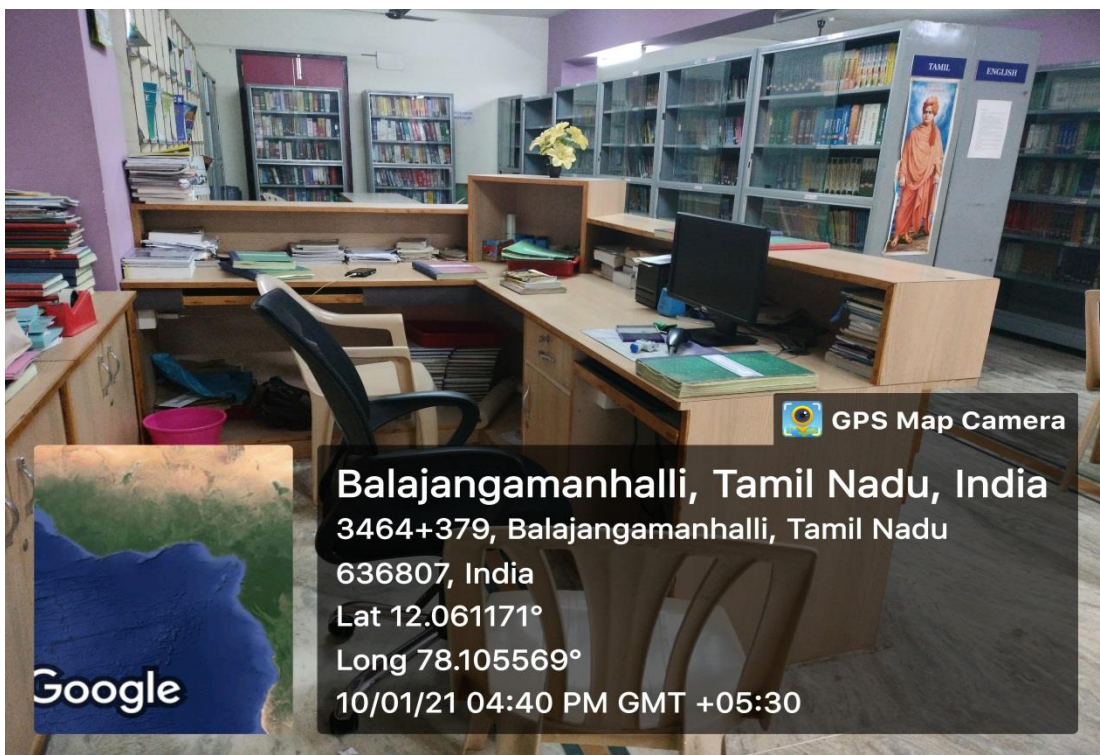 TAMIL
ENGLISH
GPS Map Camera
Balajangamanhalli, Tamil Nadu, India
3464+379, Balajangamanhalli, Tamil Nadu
636807, India
Lat 12.061171°
Long 78.105569°
10/01/21 04:40 PM GMT +05:30
Google